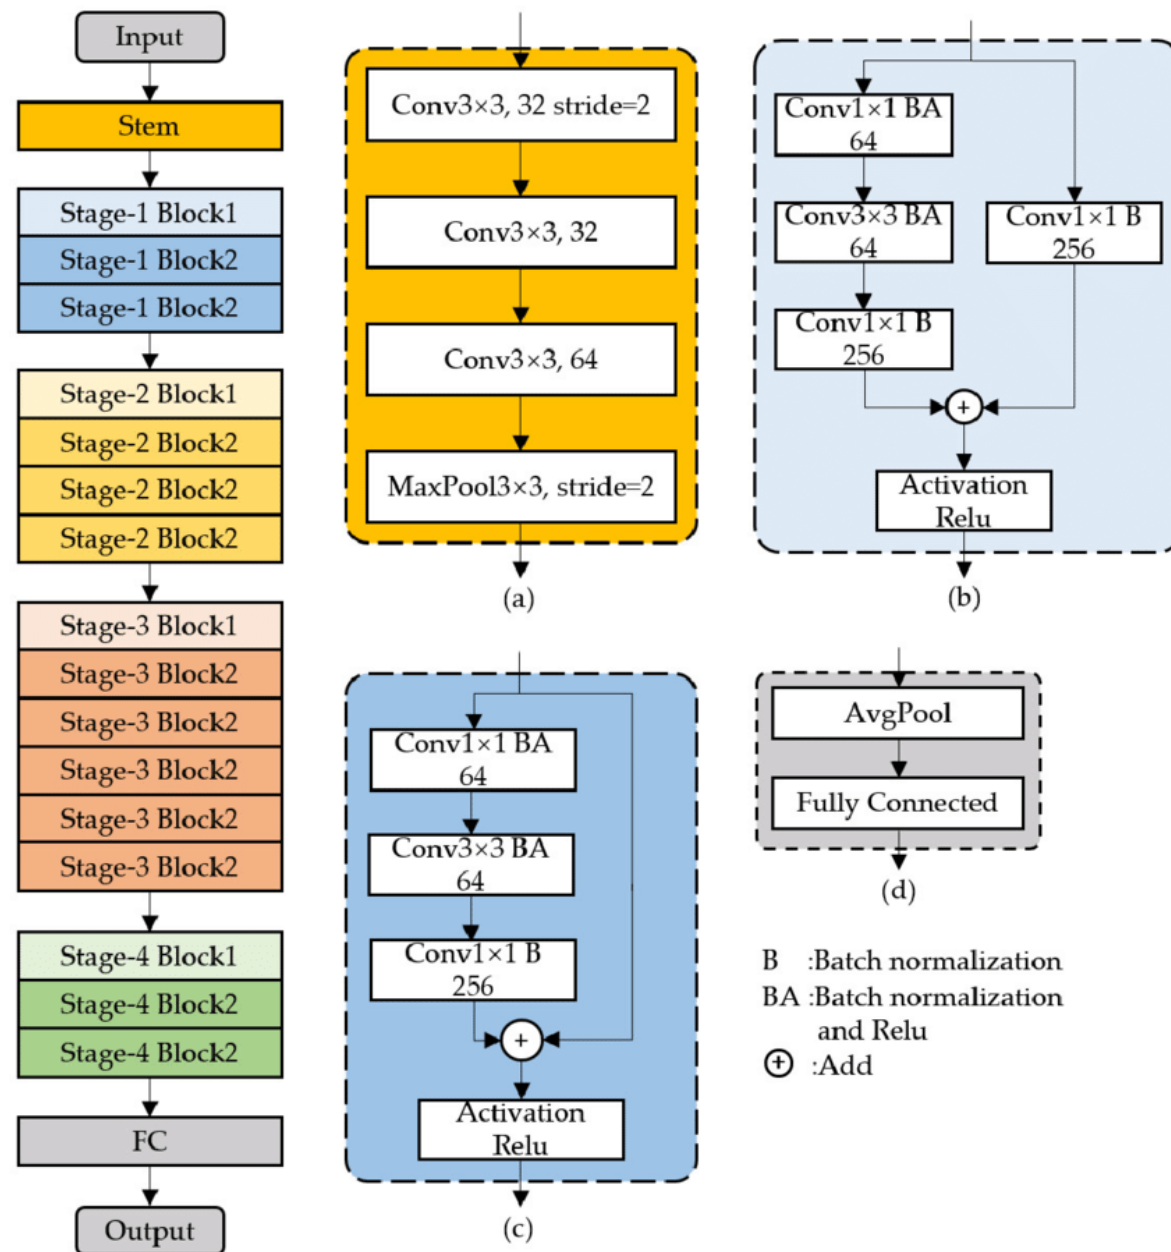 Input
Stem
Stage-1 Block1
Stage-1 Block2
Stage-1 Block2
Stage-2 Block1
Stage-2 Block2
Stage-2 Block2
Stage-2 Block2
Stage-3 Block1
Stage-3 Block2
Stage-3 Block2
Stage-3 Block2
Stage-3 Block2
Stage-3 Block2
Stage-4 Block1
Stage-4 Block2
Stage-4 Block2
FC
Output
Conv3×3, 32 stride=2
Conv3×3, 32
Conv3×3, 64
MaxPool3×3, stride=2
(a)
Conv1×1 BA
64
Conv3×3 BA
64
Conv1×1 B
256
Conv1×1 B
256
+
Activation
Relu
(b)
Conv1×1 BA
64
Conv3×3 BA
64
Conv1×1 B
256
+
Activation
Relu
(c)
AvgPool
Fully Connected
(d)
B :Batch normalization
BA :Batch normalization
and Relu
⊕ :Add